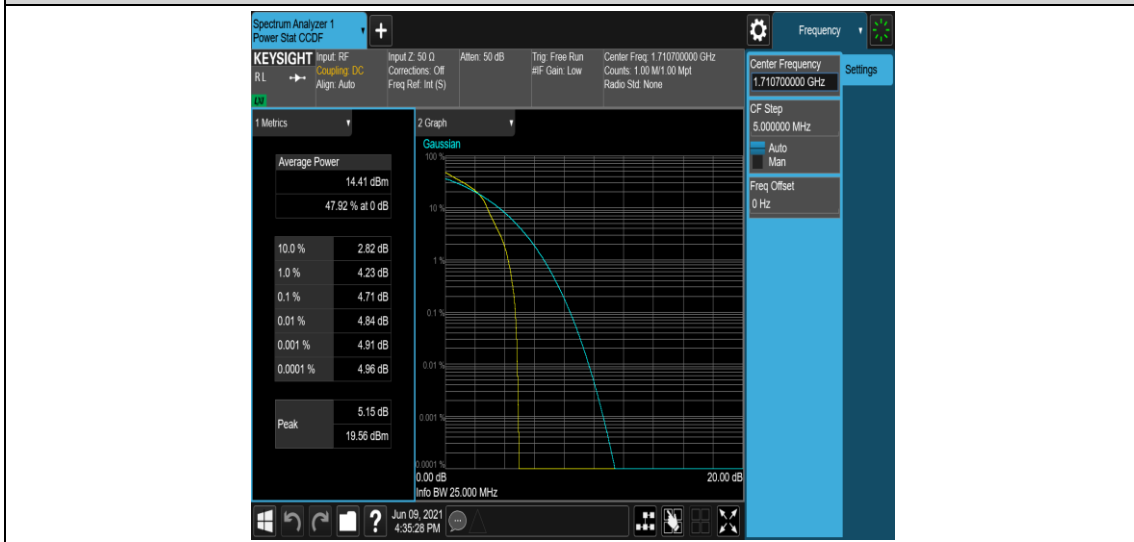 Spectrum Analyzer 1
Power Stat CCDF
+
Frequency
KEYSIGHT
RL
LXI
Input: RF
Coupling: DC
Align: Auto
Input Z: 50 Ω
Corrections: Off
Freq Ref: Int (S)
Atten: 50 dB
Trig: Free Run
#IF Gain: Low
Center Freq: 1.710700000 GHz
Counts: 1.00 M/1.00 Mpt
Radio Std: None
Center Frequency
1.710700000 GHz
Settings
CF Step
5.000000 MHz
Auto
Man
Freq Offset
0 Hz
1 Metrics
Average Power
14.41 dBm
47.92 % at 0 dB
10.0 % 2.82 dB
1.0 % 4.23 dB
0.1 % 4.71 dB
0.01 % 4.84 dB
0.001 % 4.91 dB
0.0001 % 4.96 dB
Peak
5.15 dB
19.56 dBm
2 Graph
Gaussian
100 %
10 %
1 %
0.1 %
0.01 %
0.001 %
0.0001 %
0.00 dB 20.00 dB
Info BW 25.000 MHz
?
Jun 09, 2021
4:35:28 PM